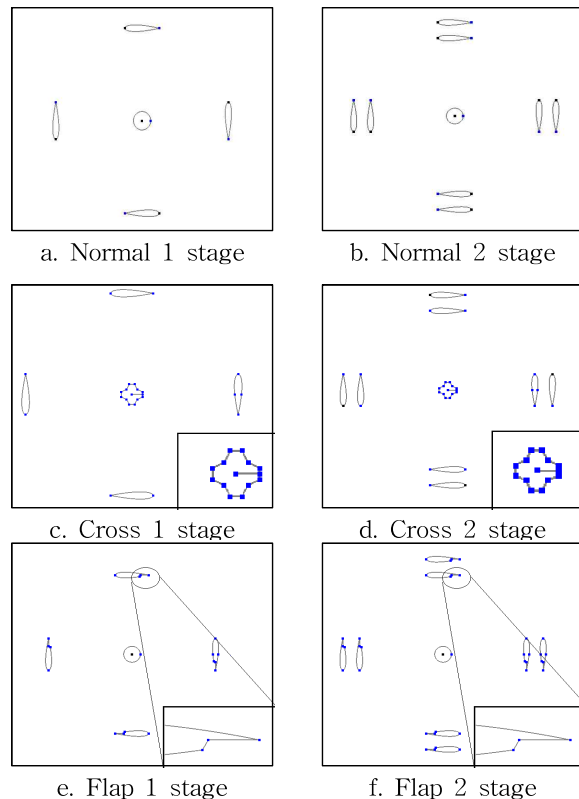 a. Normal 1 stage
b. Normal 2 stage
c. Cross 1 stage
d. Cross 2 stage
e. Flap 1 stage
f. Flap 2 stage